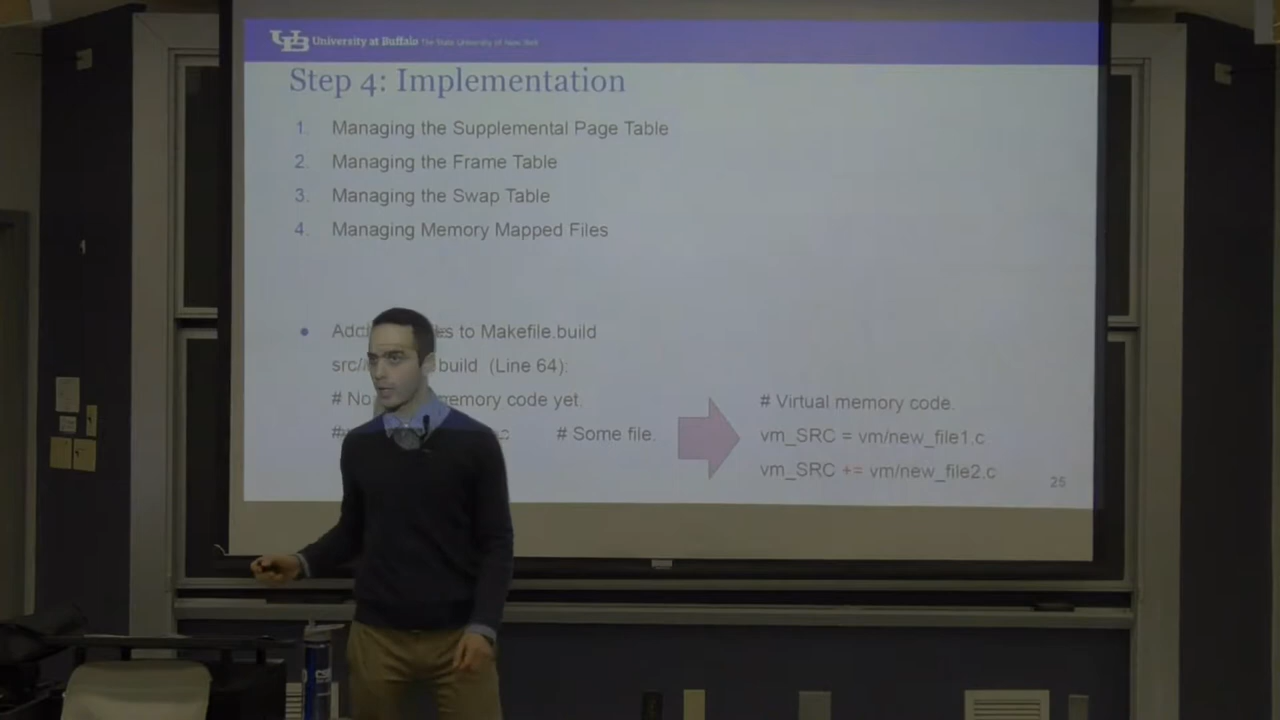 UB University at Buffalo The State University of New York
Step 4: Implementation
1. Managing the Supplemental Page Table
2. Managing the Frame Table
3. Managing the Swap Table
4. Managing Memory Mapped Files
• to Makefile.build
build (Line 64):
# No code yet.
# Some file.
# Virtual memory code.
vm_SRC = vm/new_file1.c
vm_SRC += vm/new_file2.c
25